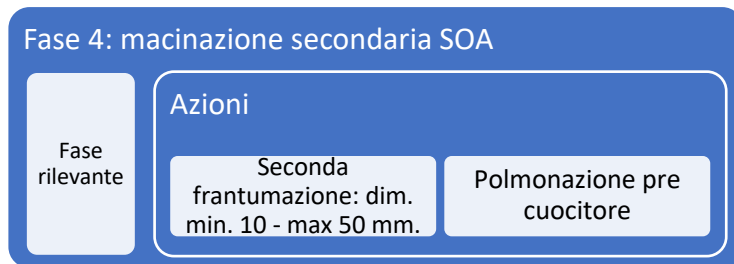 Fase 4: macinazione secondaria SOA
Fase
rilevante
Azioni
Seconda
frantumazione: dim.
min. 10 - max 50 mm.
Polmonazione pre
cuocitore